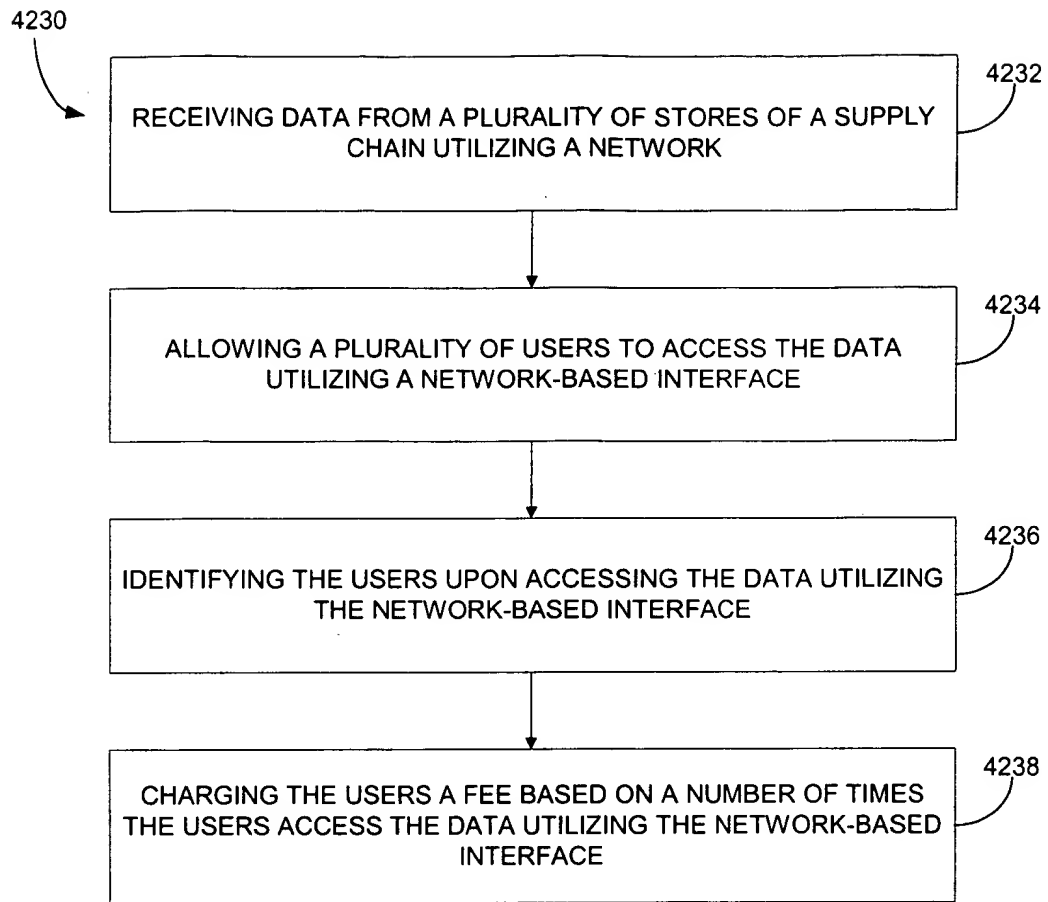 4230
4232
RECEIVING DATA FROM A PLURALITY OF STORES OF A SUPPLY
CHAIN UTILIZING A NETWORK
4234
ALLOWING A PLURALITY OF USERS TO ACCESS THE DATA
UTILIZING A NETWORK-BASED INTERFACE
4236
IDENTIFYING THE USERS UPON ACCESSING THE DATA UTILIZING
THE NETWORK-BASED INTERFACE
4238
CHARGING THE USERS A FEE BASED ON A NUMBER OF TIMES
THE USERS ACCESS THE DATA UTILIZING THE NETWORK-BASED
INTERFACE